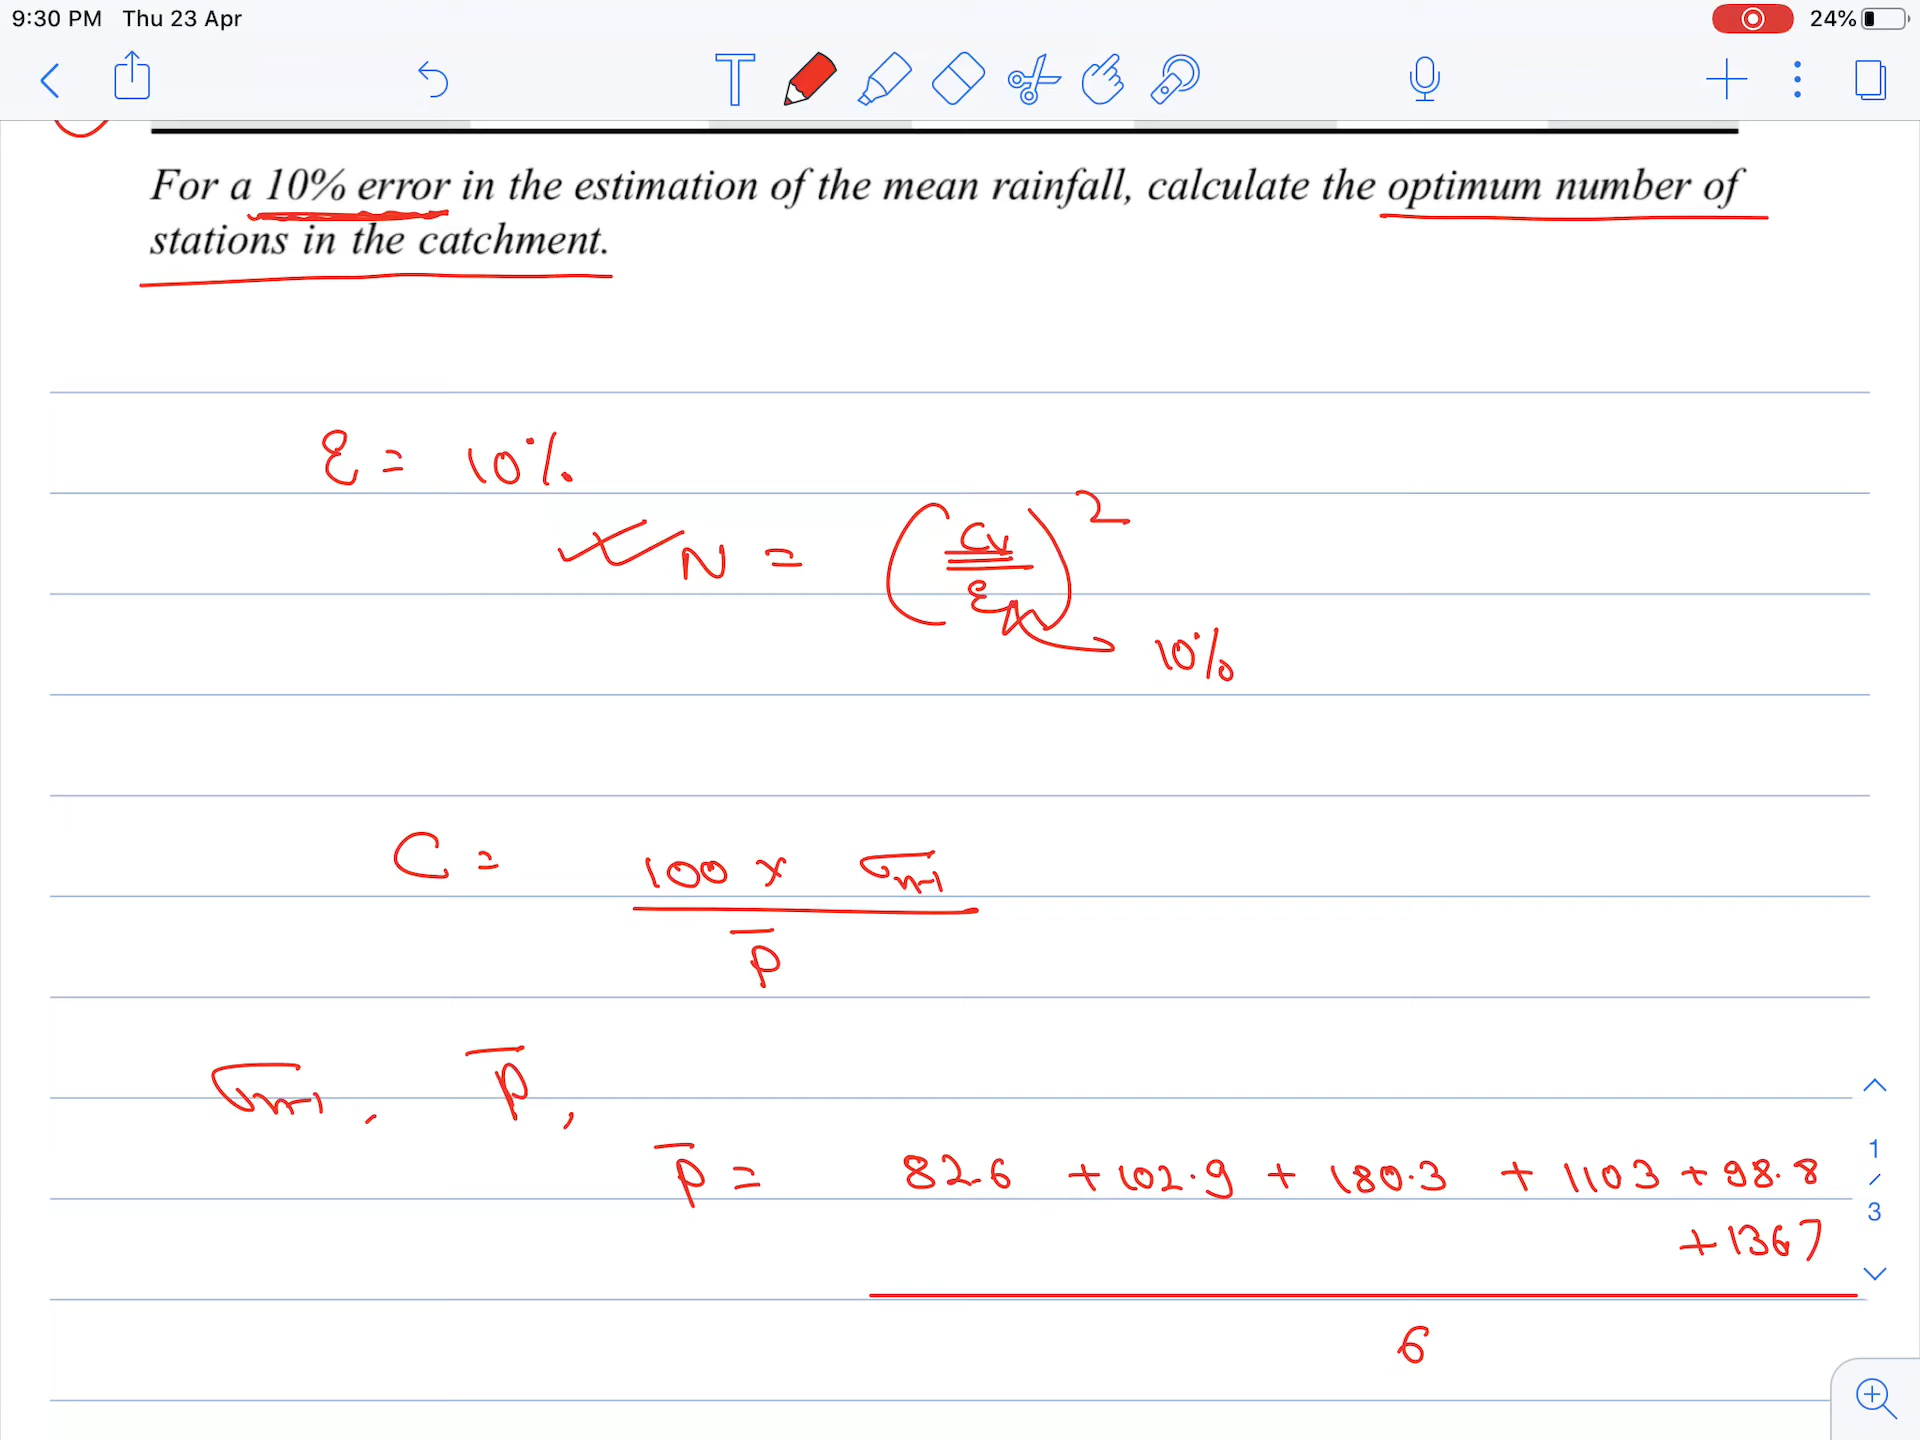 9:30 PM Thu 23 Apr 24%
For a 10% error in the estimation of the mean rainfall, calculate the optimum number of
stations in the catchment.
ε = 10%
N = (Cv/ε)²
10%
C = 100 × σn-1 / p̄
σn-1, p̄,
p̄ = 82.6 + 102.9 + 180.3 + 1103 + 98.8
+ 1367
6
1
/
3